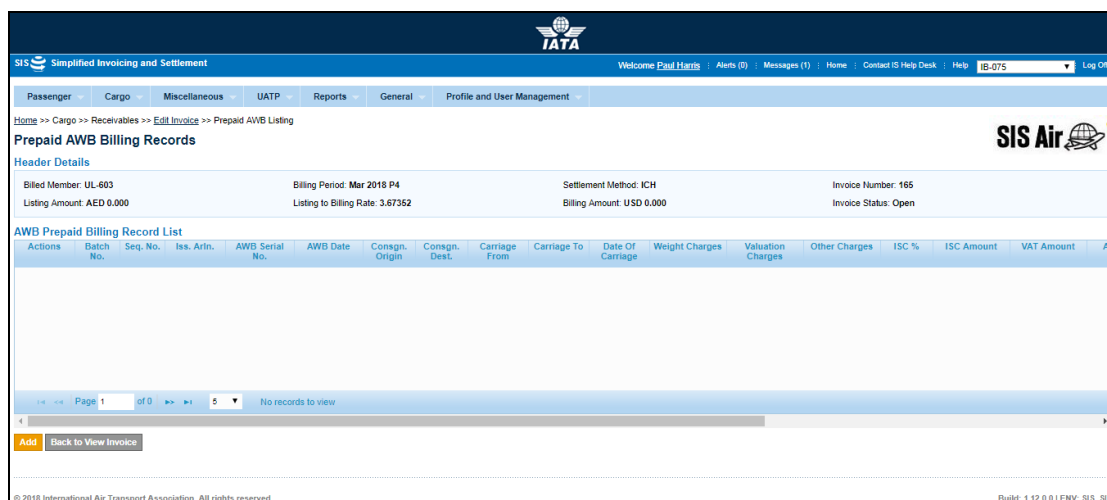 IATA
SIS Simplified Invoicing and Settlement Welcome Paul Harris Alerts (0) Messages (1) Home Contact IS Help Desk Help IB-075 Log Off
Passenger Cargo Miscellaneous UATP Reports General Profile and User Management
Home >> Cargo >> Receivables >> Edit Invoice >> Prepaid AWB Listing
SIS Air
Prepaid AWB Billing Records
Header Details
Billed Member: UL-603 Billing Period: Mar 2018 P4 Settlement Method: ICH Invoice Number: 165
Listing Amount: AED 0.000 Listing to Billing Rate: 3.67352 Billing Amount: USD 0.000 Invoice Status: Open
AWB Prepaid Billing Record List
Actions Batch No. Seq. No. Iss. Arln. AWB Serial No. AWB Date Consgn. Origin Consgn. Dest. Carriage From Carriage To Date Of Carriage Weight Charges Valuation Charges Other Charges ISC % ISC Amount VAT Amount A
Page 1 of 0 5 No records to view
Add Back to View Invoice
© 2018 International Air Transport Association. All rights reserved. Build: 1.12.0.0 | ENV: SIS_